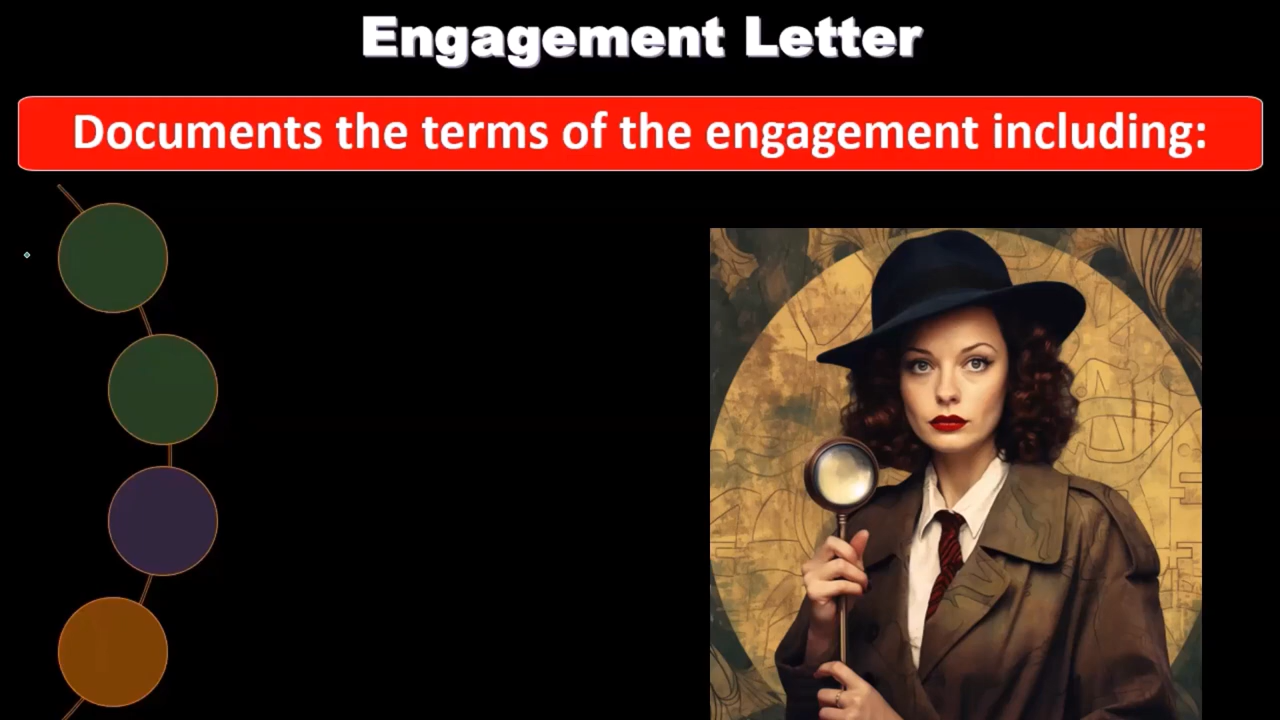 Engagement Letter
Documents the terms of the engagement including: